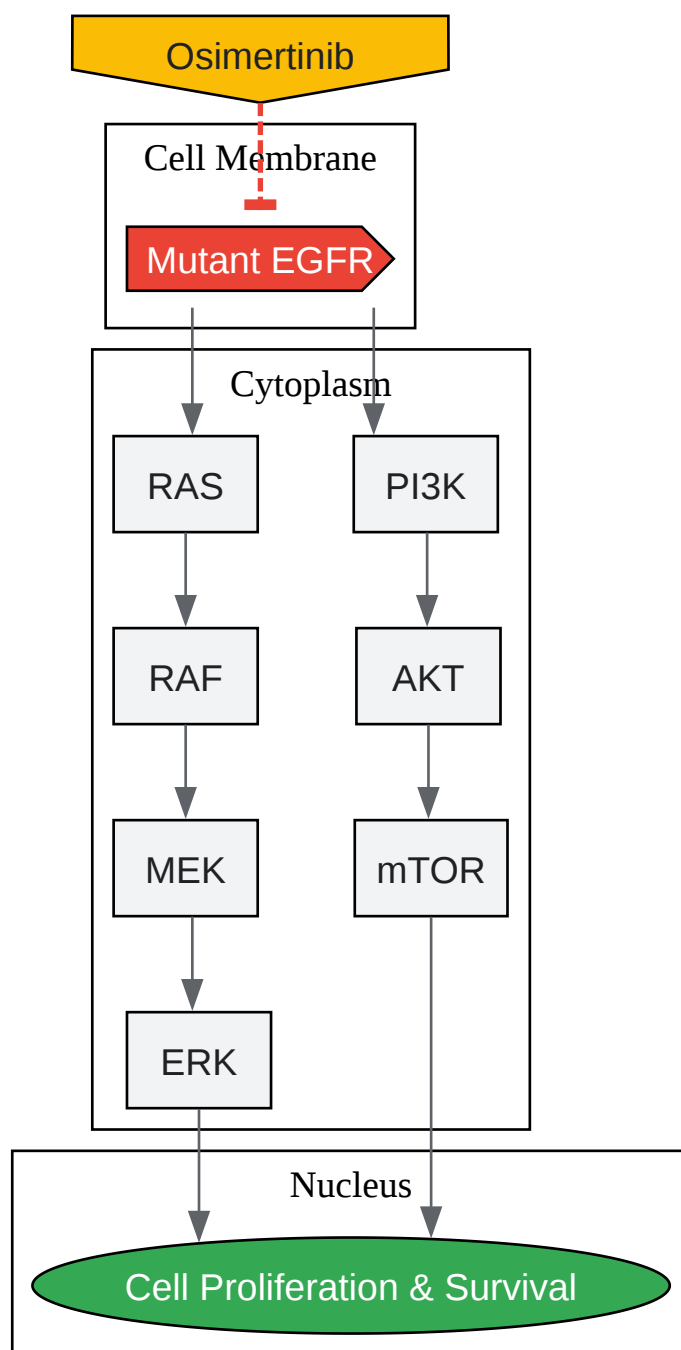 Osimertinib
Cell Membrane
Mutant EGFR
Cytoplasm
RAS
PI3K
RAF
AKT
MEK
mTOR
ERK
Nucleus
Cell Proliferation & Survival